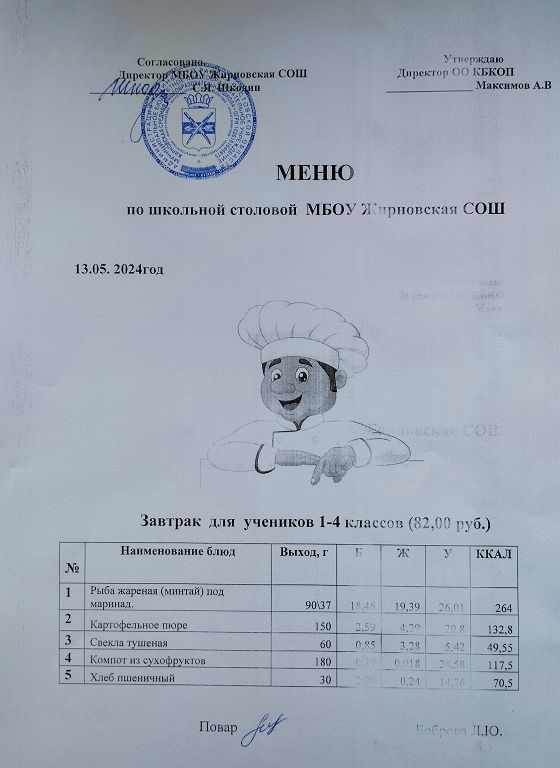 Согласовано
Утверждаю
Директор МБОУ Жирновская СОШ
Директор ОО КБКОП
С.Я. Шкодин
Максимов А.В
МЕНЮ
по школьной столовой МБОУ Жирновская СОШ
13.05. 2024год
Завтрак для учеников 1-4 классов (82,00 руб.)
№ Наименование блюд Выход, г Б Ж У ККАЛ
1 Рыба жареная (минтай) под
маринад. 90\37 18,46 19,39 26,01 264
2 Картофельное пюре 150 2,59 4,29 20,8 132,8
3 Свекла тушеная 60 0,85 3,28 5,42 49,55
4 Компот из сухофруктов 180 0,018 28,58 117,5
5 Хлеб пшеничный 30 0,24 14,76 70,5
Повар Боброва Л.Ю.